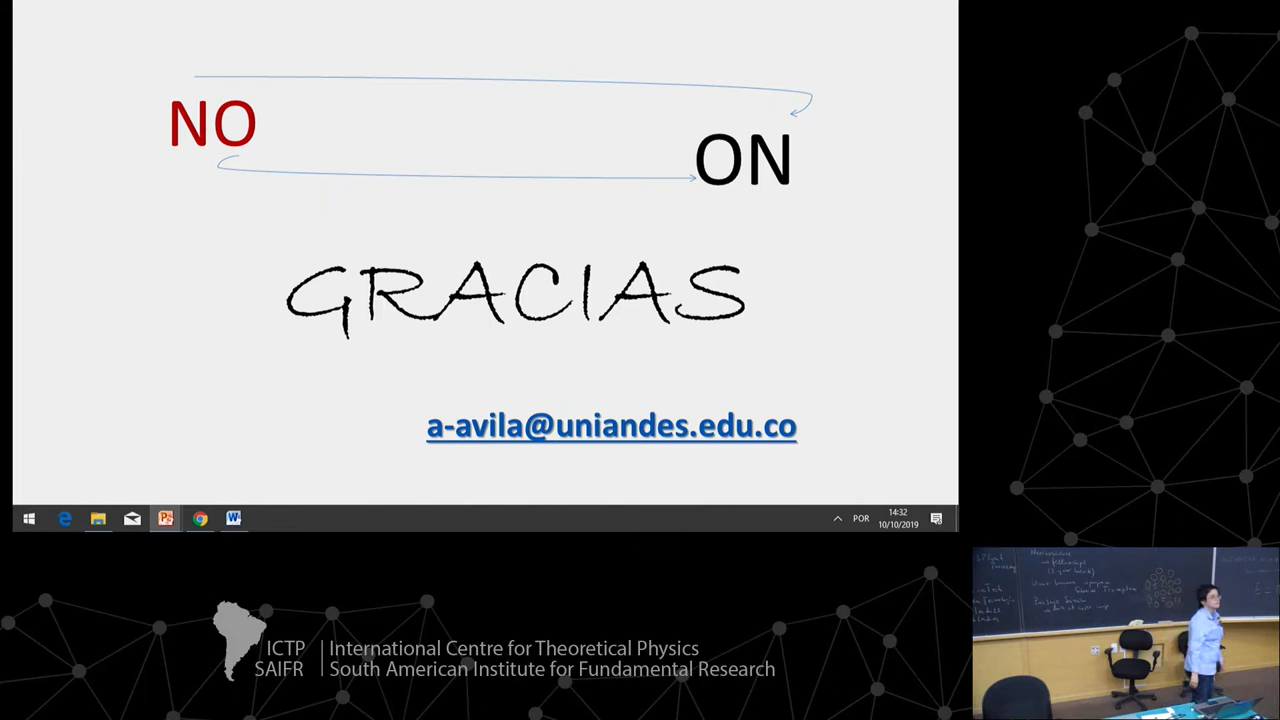 NO
ON
GRACIAS
a-avila@uniandes.edu.co
POR
14:32
10/10/2019
ICTP
SAIFR
International Centre for Theoretical Physics
South American Institute for Fundamental Research